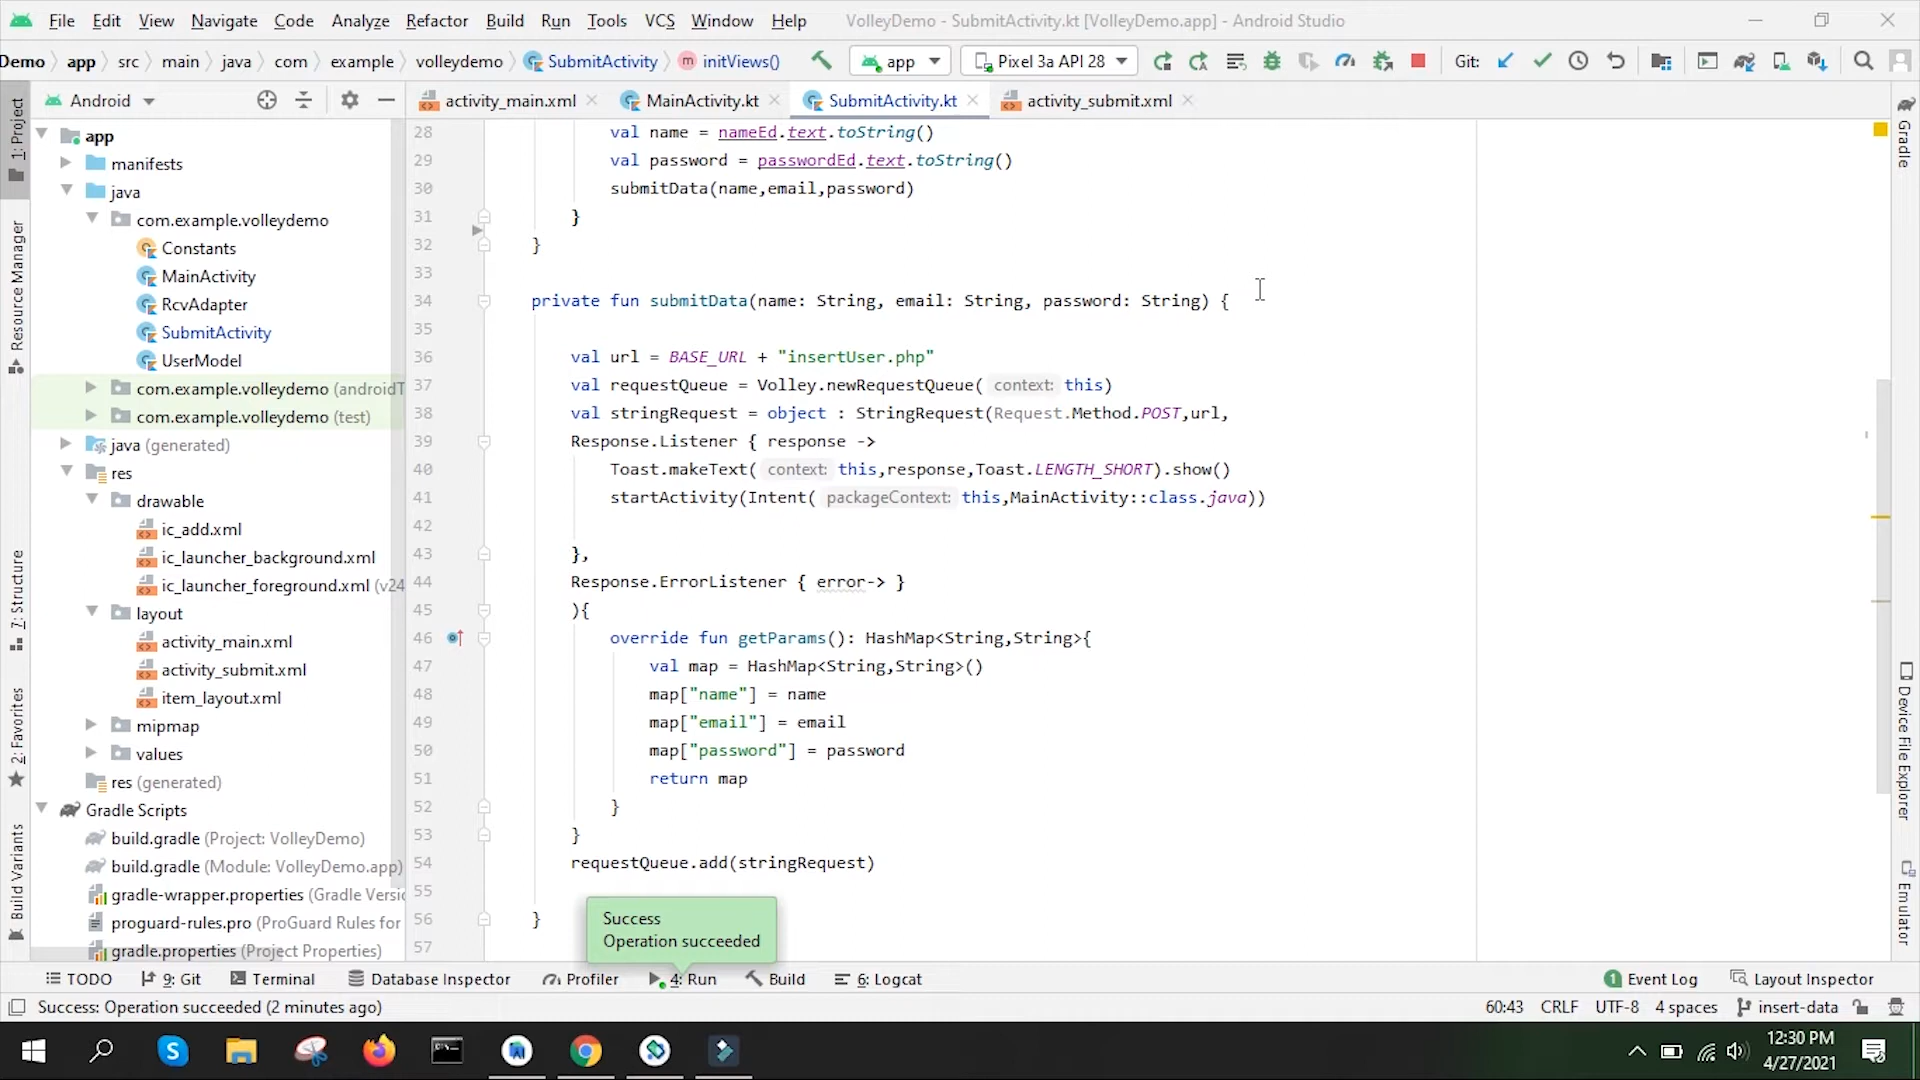 File Edit View Navigate Code Analyze Refactor Build Run Tools VCS Window Help VolleyDemo - SubmitActivity.kt [VolleyDemo.app] - Android Studio
Demo app src main java com example volleydemo SubmitActivity initViews() app Pixel 3a API 28 Git:
Android activity_main.xml MainActivity.kt SubmitActivity.kt activity_submit.xml
1: Project
Resource Manager
7: Structure
2: Favorites
Build Variants
app
manifests
java
com.example.volleydemo
Constants
MainActivity
RcvAdapter
SubmitActivity
UserModel
com.example.volleydemo (androidT
com.example.volleydemo (test)
java (generated)
res
drawable
ic_add.xml
ic_launcher_background.xml
ic_launcher_foreground.xml (v24
layout
activity_main.xml
activity_submit.xml
item_layout.xml
mipmap
values
res (generated)
Gradle Scripts
build.gradle (Project: VolleyDemo)
build.gradle (Module: VolleyDemo.app)
gradle-wrapper.properties (Gradle Versio
proguard-rules.pro (ProGuard Rules for
gradle.properties (Project Properties)
28 val name = nameEd.text.toString()
29 val password = passwordEd.text.toString()
30 submitData(name,email,password)
31 }
32 }
33
34 private fun submitData(name: String, email: String, password: String) {
35
36 val url = BASE_URL + "insertUser.php"
37 val requestQueue = Volley.newRequestQueue( context: this)
38 val stringRequest = object : StringRequest(Request.Method.POST,url,
39 Response.Listener { response ->
40 Toast.makeText( context: this,response,Toast.LENGTH_SHORT).show()
41 startActivity(Intent( packageContext: this,MainActivity::class.java))
42
43 },
44 Response.ErrorListener { error-> }
45 ){
46 override fun getParams(): HashMap<String,String>{
47 val map = HashMap<String,String>()
48 map["name"] = name
49 map["email"] = email
50 map["password"] = password
51 return map
52 }
53 }
54 requestQueue.add(stringRequest)
55
56 }
57
Success
Operation succeeded
Gradle
Device File Explorer
Emulator
TODO 9: Git Terminal Database Inspector Profiler 4: Run Build 6: Logcat 1 Event Log Layout Inspector
Success: Operation succeeded (2 minutes ago) 60:43 CRLF UTF-8 4 spaces insert-data
12:30 PM
4/27/2021